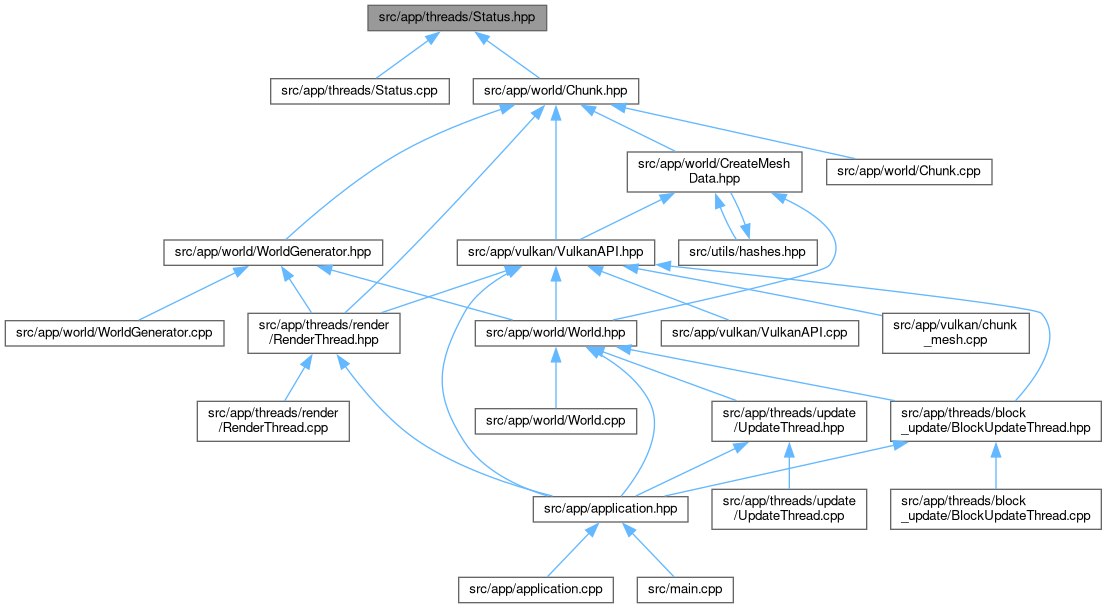 src/app/threads/Status.hpp
src/app/threads/Status.cpp
src/app/world/Chunk.hpp
src/app/world/CreateMesh
Data.hpp
src/app/world/Chunk.cpp
src/app/world/WorldGenerator.hpp
src/app/vulkan/VulkanAPI.hpp
src/utils/hashes.hpp
src/app/world/WorldGenerator.cpp
src/app/threads/render
/RenderThread.hpp
src/app/world/World.hpp
src/app/vulkan/VulkanAPI.cpp
src/app/vulkan/chunk
_mesh.cpp
src/app/threads/render
/RenderThread.cpp
src/app/world/World.cpp
src/app/threads/update
/UpdateThread.hpp
src/app/threads/block
_update/BlockUpdateThread.hpp
src/app/application.hpp
src/app/threads/update
/UpdateThread.cpp
src/app/threads/block
_update/BlockUpdateThread.cpp
src/app/application.cpp
src/main.cpp